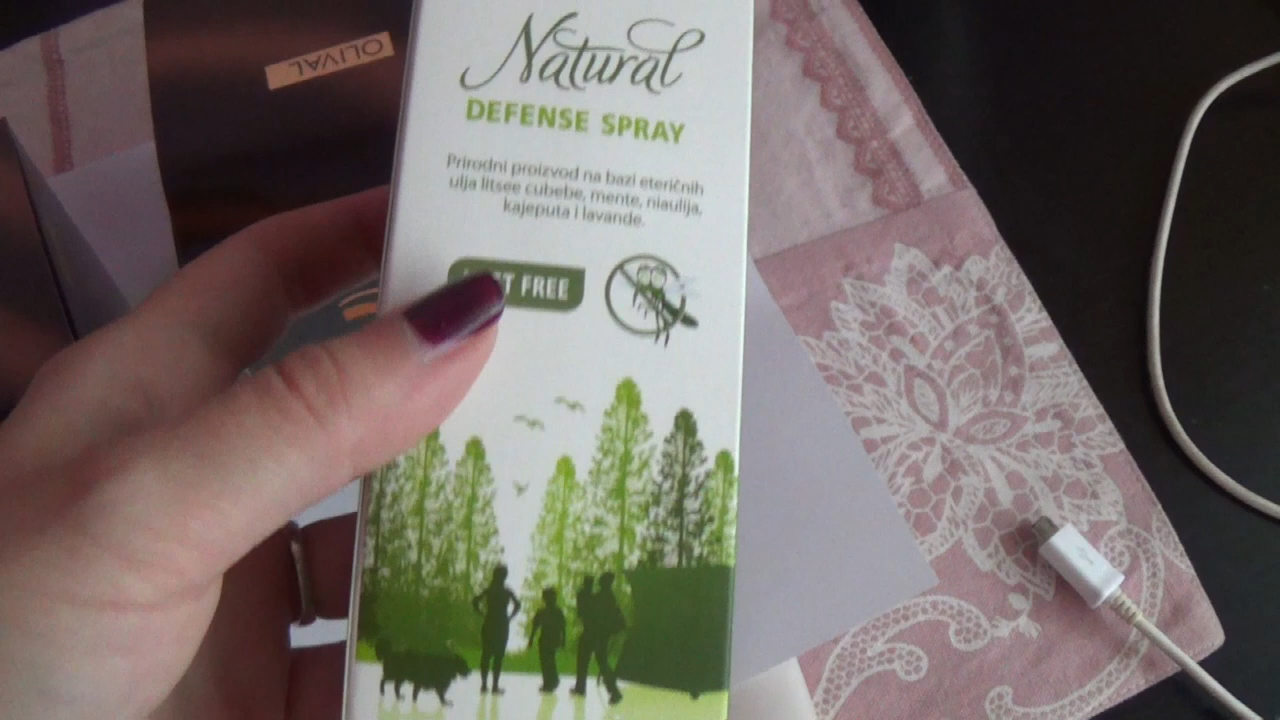 OLIVAL
Natural
DEFENSE SPRAY
Prirodni proizvod na bazi eteričnih
ulja litsee cubebe, mente, niaulija,
kajeputa i lavande.
FREE